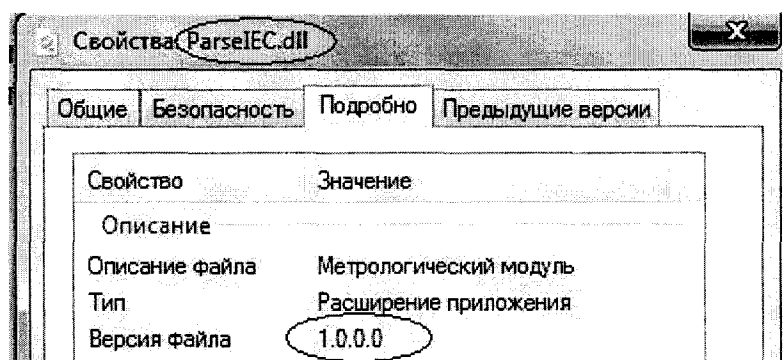 Свойства: ParseIEC.dll
Общие Безопасность Подробно Предыдущие версии
Свойство Значение
Описание
Описание файла Метрологический модуль
Тип Расширение приложения
Версия файла 1.0.0.0